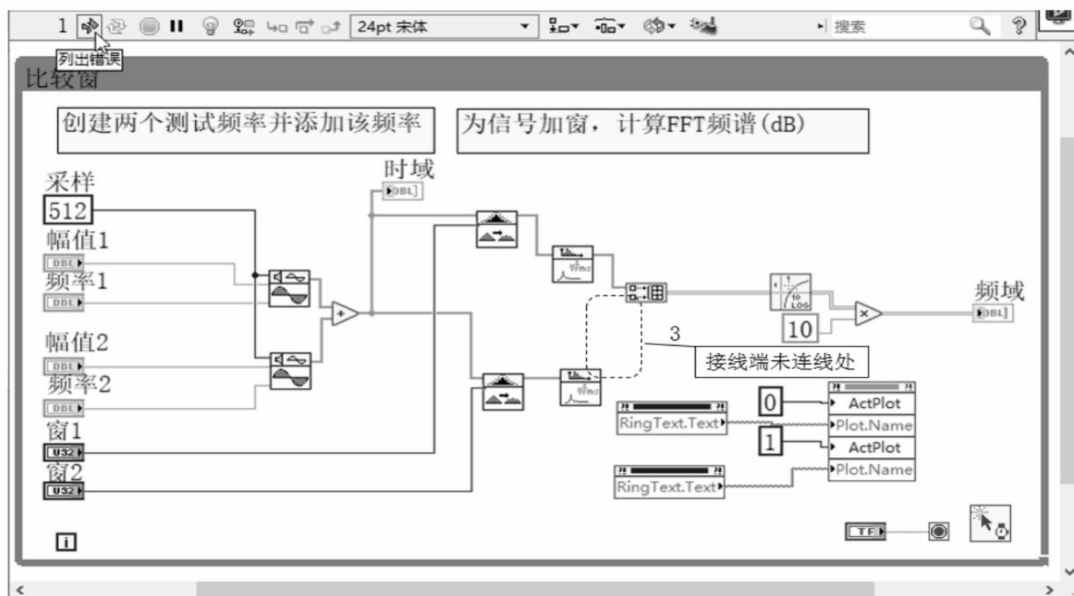 1
24pt 宋体
搜索
列出错误
比较窗
创建两个测试频率并添加该频率
为信号加窗，计算FFT频谱(dB)
时域
DBL
采样
512
幅值1
DBL
频率1
DBL
幅值2
DBL
频率2
DBL
窗1
U32
窗2
U32
10
LOG
10
频域
DBL
3
接线端未连线处
RingText.Text
0
ActPlot
Plot.Name
1
ActPlot
Plot.Name
RingText.Text
i
TF